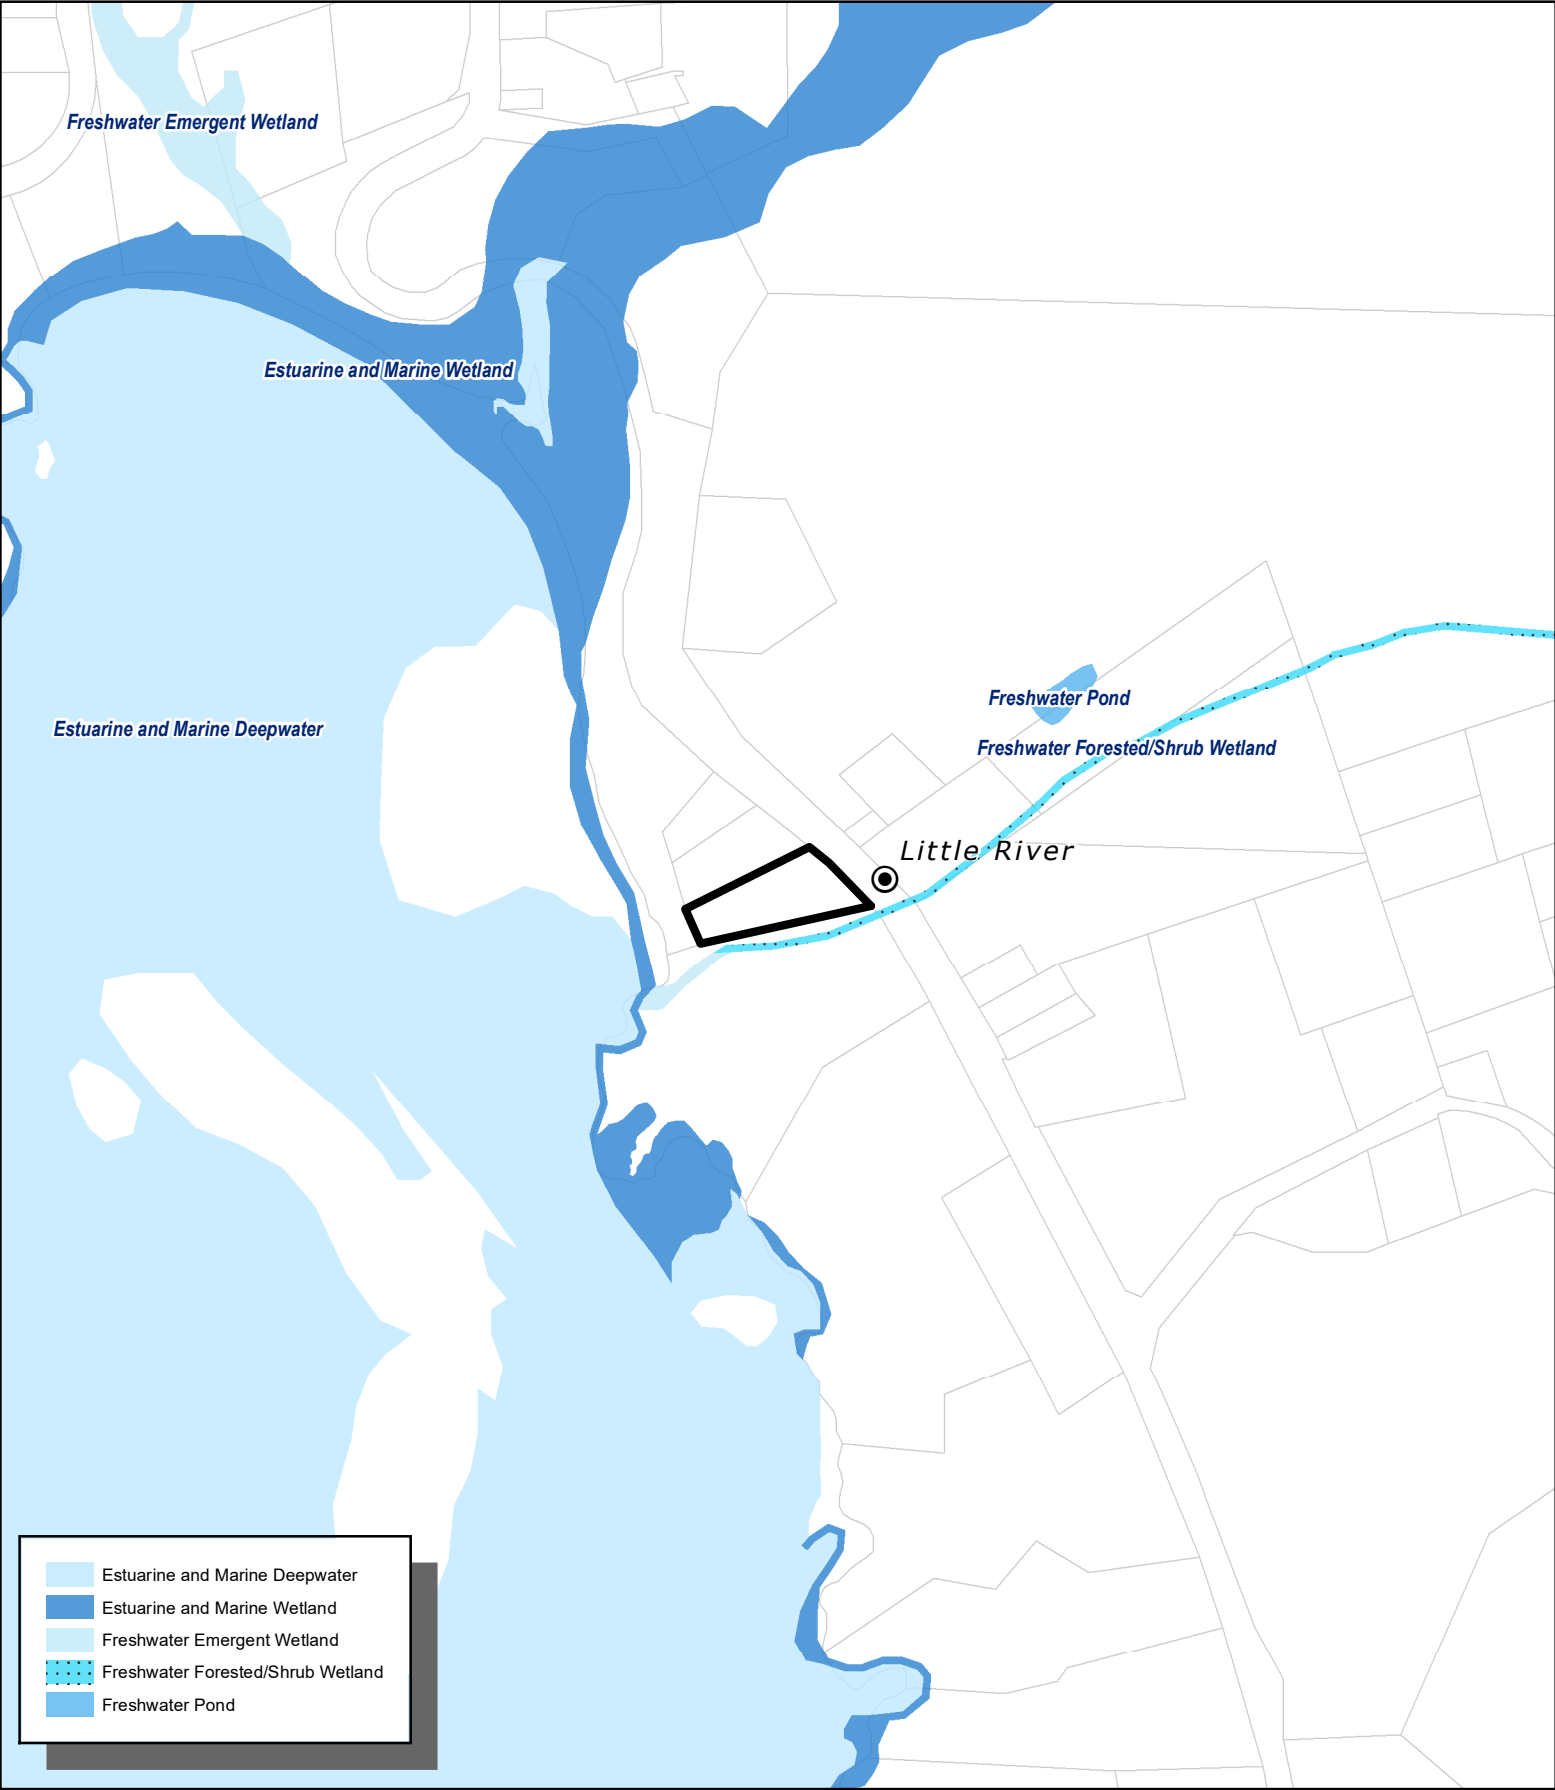 Freshwater Emergent Wetland
Estuarine and Marine Wetland
Freshwater Pond
Estuarine and Marine Deepwater
Freshwater Forested/Shrub Wetland
Little River
Estuarine and Marine Deepwater
Estuarine and Marine Wetland
Freshwater Emergent Wetland
Freshwater Forested/Shrub Wetland
Freshwater Pond